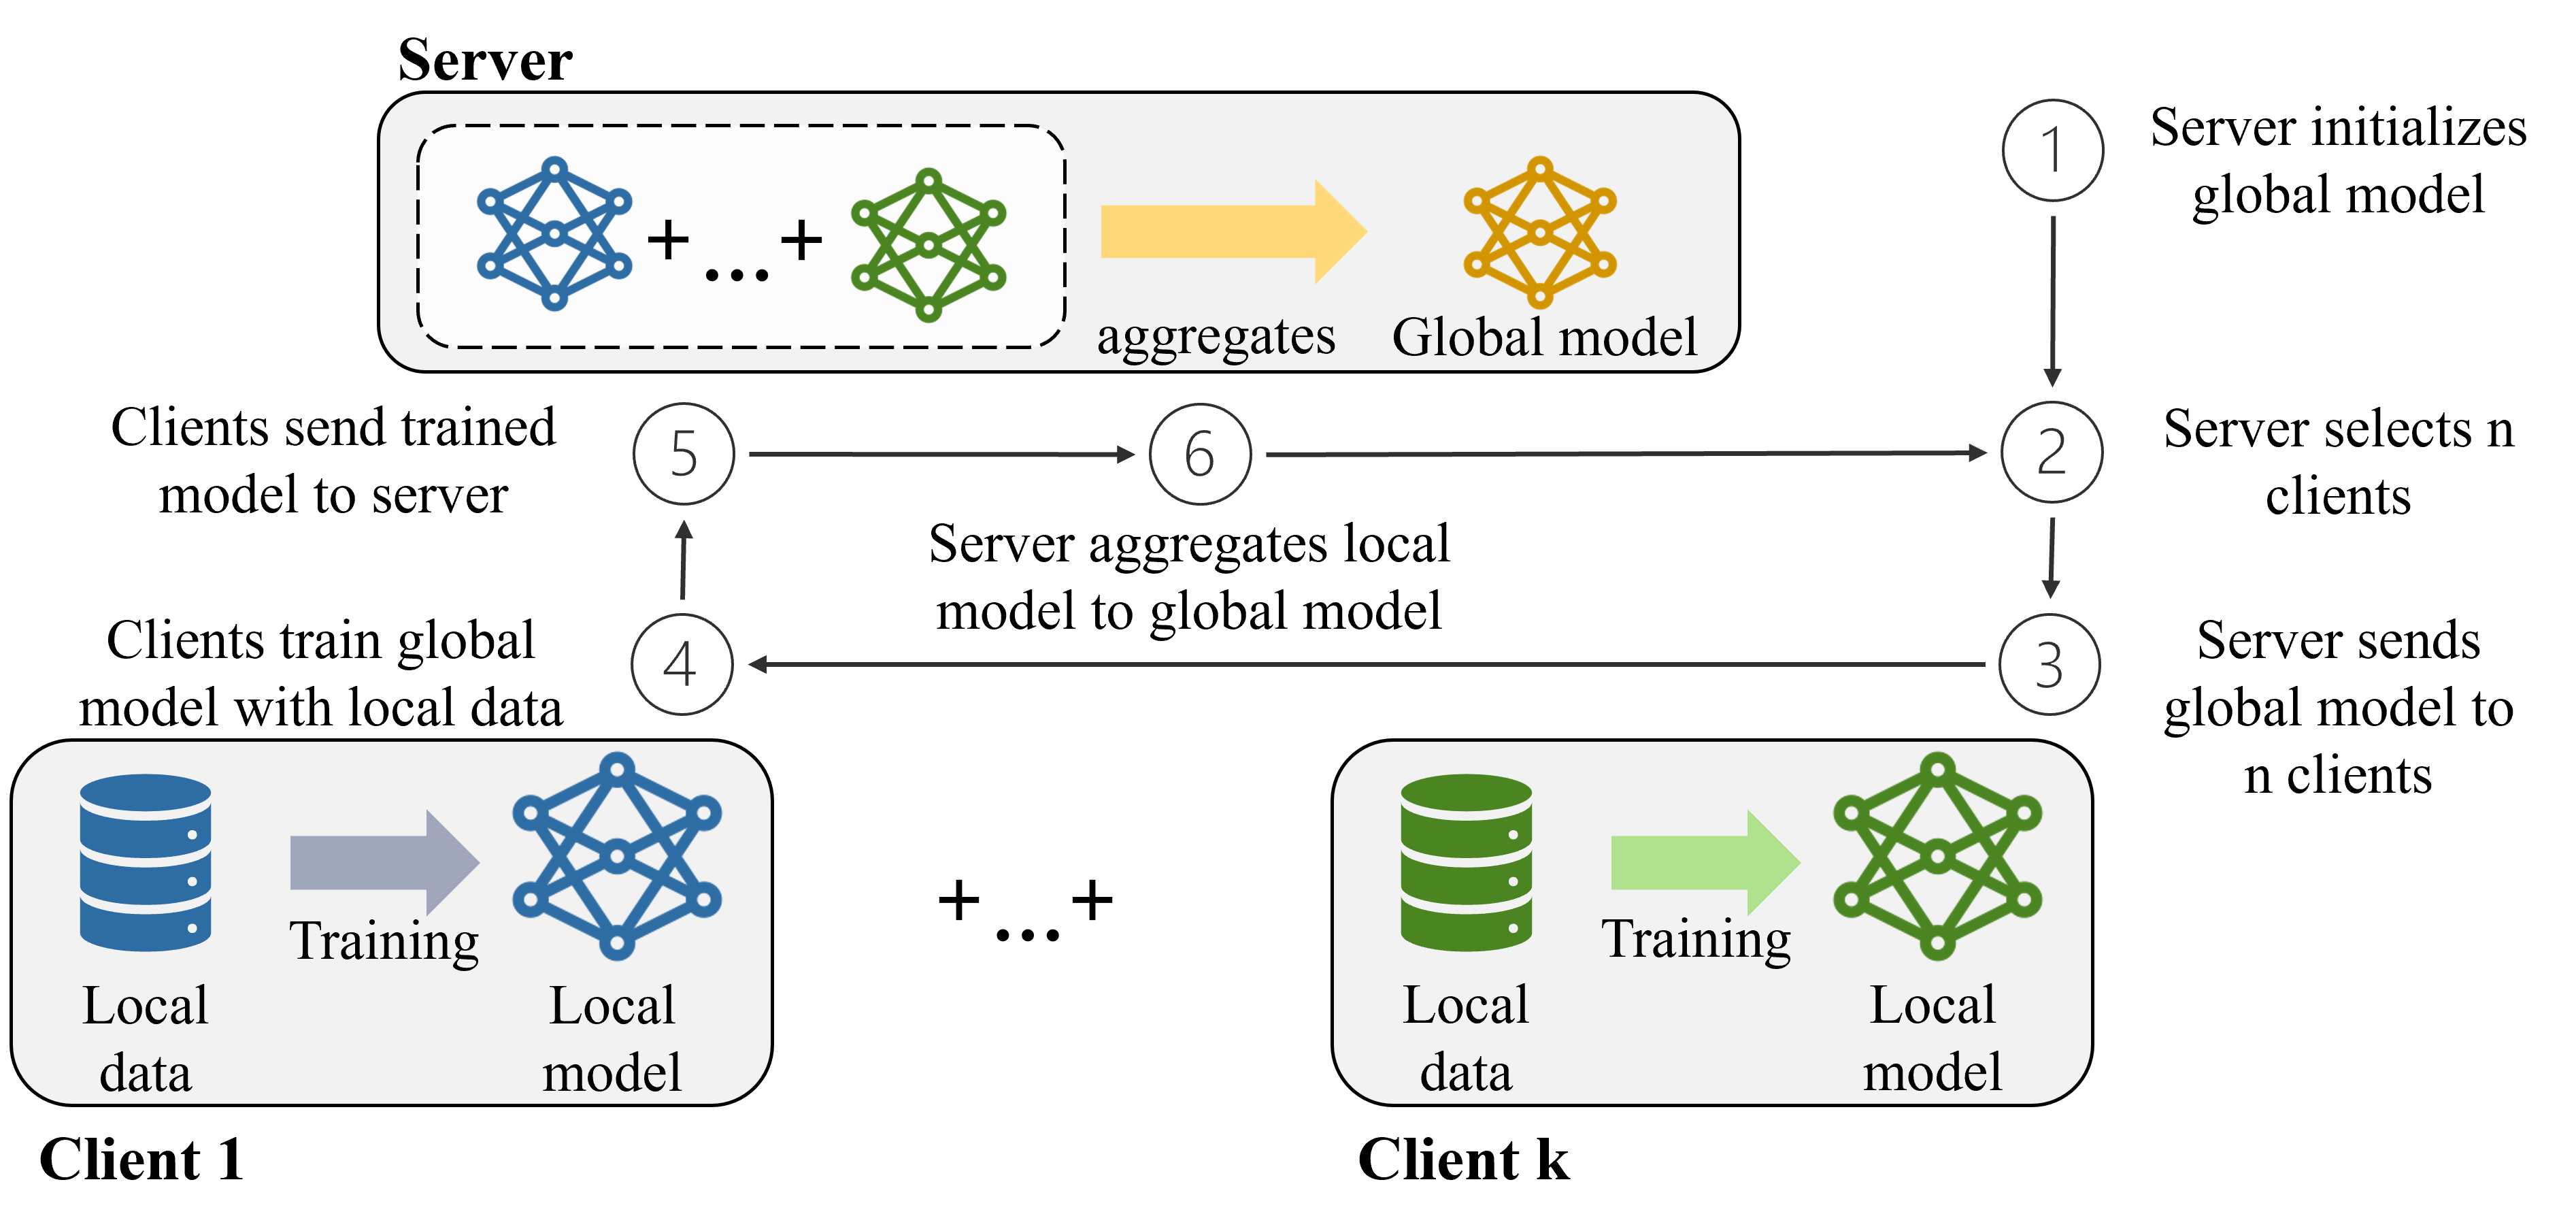 Server
+ ... +
aggregates
Global model
1
Server initializes
global model
Clients send trained
model to server
5
6
2
Server selects n
clients
Server aggregates local
model to global model
Clients train global
model with local data
4
3
Server sends
global model to
n clients
Training
Local
data
Local
model
+ ... +
Training
Local
data
Local
model
Client 1
Client k